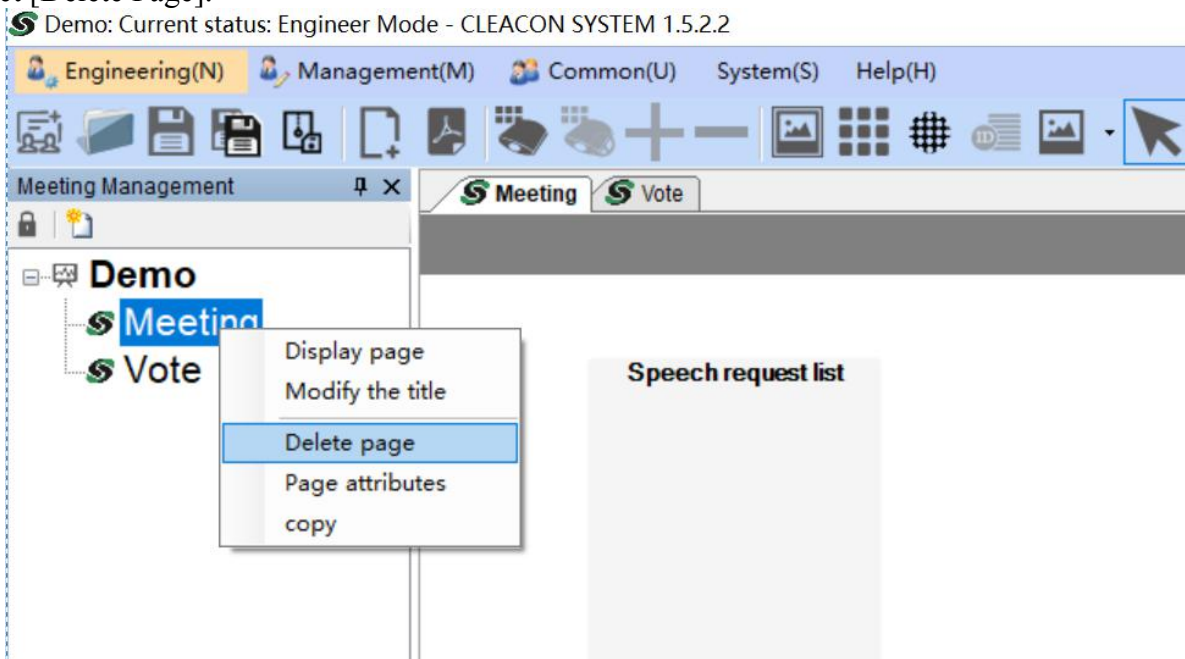 Demo: Current status: Engineer Mode - CLEACON SYSTEM 1.5.2.2
Engineering(N) Management(M) Common(U) System(S) Help(H)
Meeting Management
Meeting Vote
Demo
Meeting
Vote
Display page
Modify the title
Delete page
Page attributes
copy
Speech request list